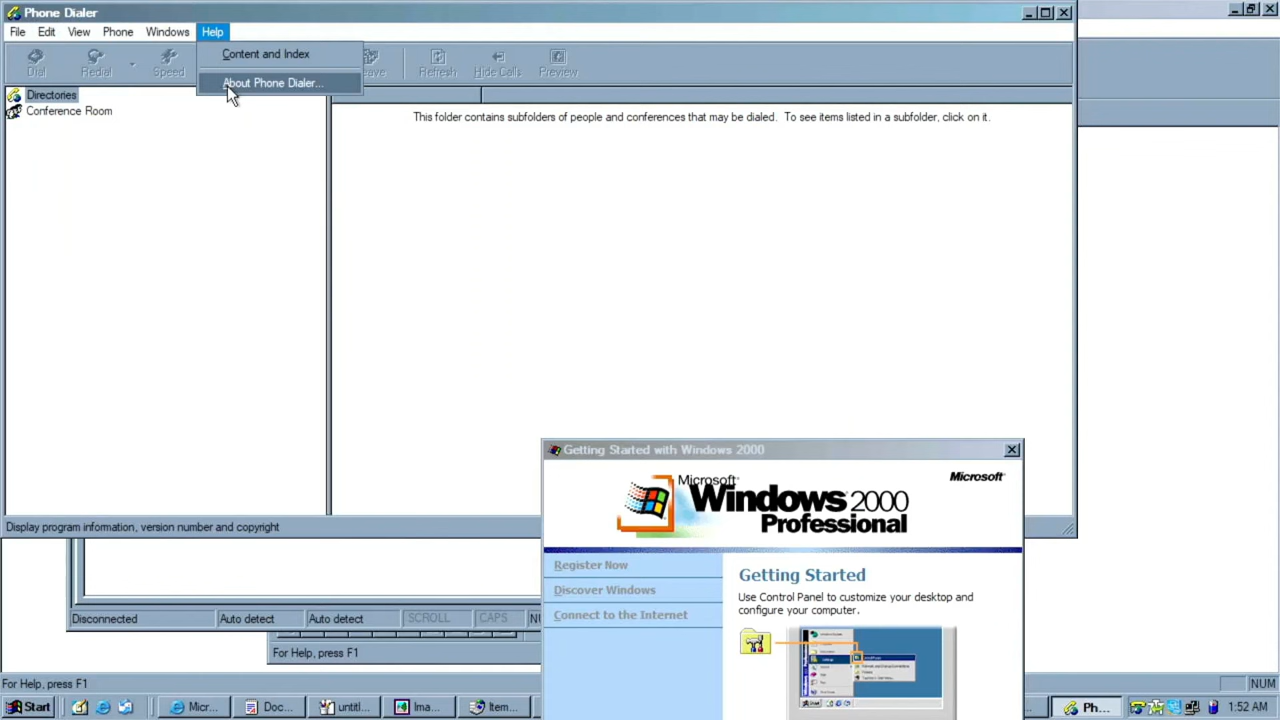 Phone Dialer
File Edit View Phone Windows Help
Content and Index
About Phone Dialer...
Dial Redial Speed Refresh Hide Calls Preview
Directories
Conference Room
This folder contains subfolders of people and conferences that may be dialed. To see items listed in a subfolder, click on it.
Display program information, version number and copyright
Getting Started with Windows 2000
Microsoft
Microsoft
Windows 2000
Professional
Register Now
Discover Windows
Connect to the Internet
Getting Started
Use Control Panel to customize your desktop and
configure your computer.
Disconnected Auto detect Auto detect SCROLL CAPS
For Help, press F1
For Help, press F1 NUM
Start Micr... Doc... untitl... Ima... Item... Ph... 1:52 AM